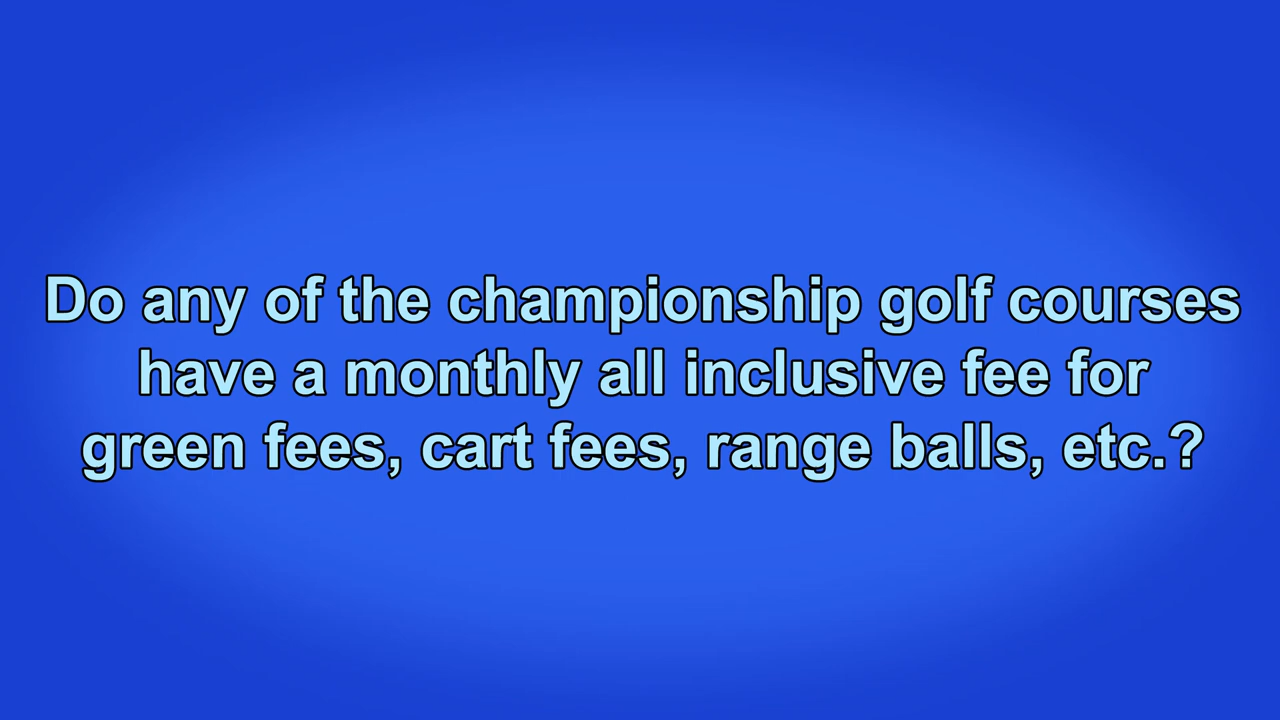 Do any of the championship golf courses
have a monthly all inclusive fee for
green fees, cart fees, range balls, etc.?